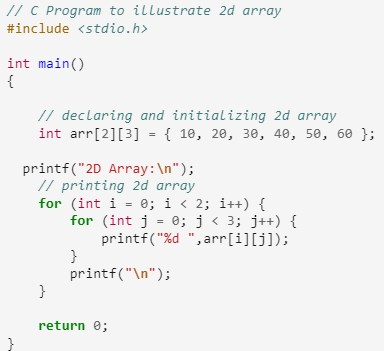 // C Program to illustrate 2d array
#include <stdio.h>
int main()
{
// declaring and initializing 2d array
int arr[2][3] = { 10, 20, 30, 40, 50, 60 };
printf("2D Array:\n");
// printing 2d array
for (int i = 0; i < 2; i++) {
for (int j = 0; j < 3; j++) {
printf("%d ",arr[i][j]);
}
printf("\n");
}
return 0;
}